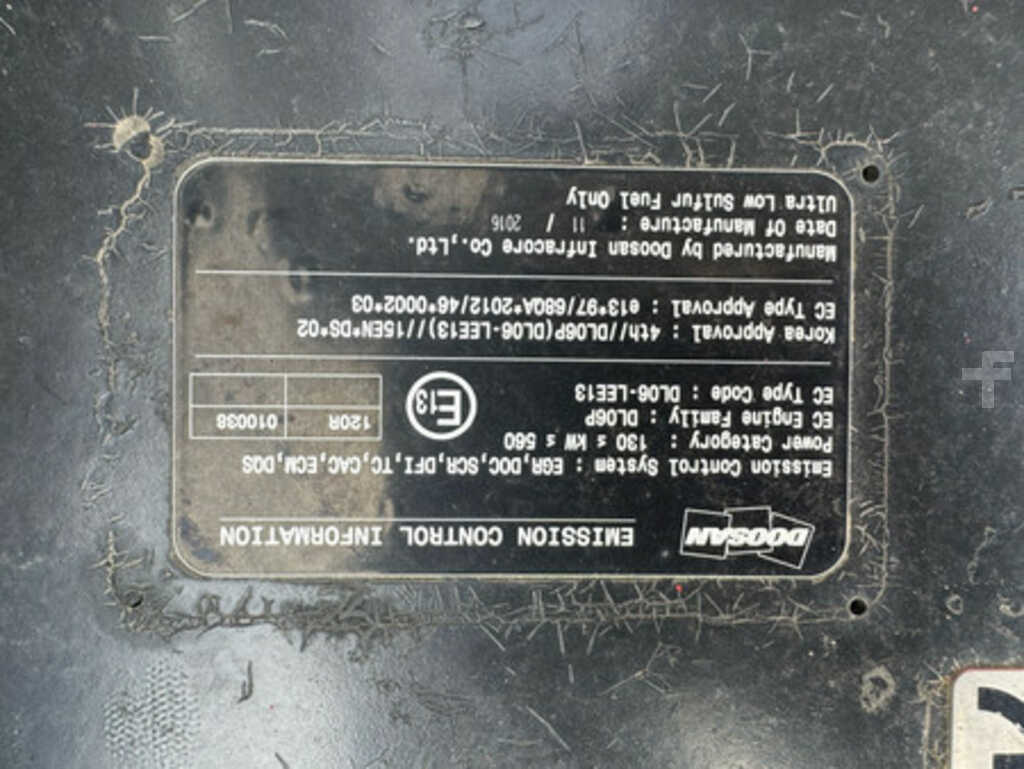 DOOSAN EMISSION CONTROL INFORMATION
Emission Control System : EGR,DOC,SCR,DFI,TC,CAC,ECM,DQS
Power Category : 130 ≤ kW ≤ 560
EC Engine Family : DL06P
EC Type Code : DL06-LEE13
E13
120R 010038
Korea Approval : 4th//DL06P(DL06-LEE13)//15EN*DS*02
EC Type Approval : e13*97/68QA*2012/46*0002*03
Manufactured by Doosan Infracore Co.,Ltd.
Date Of Manufacture : 11 / 2016
Ultra Low Sulfur Fuel Only